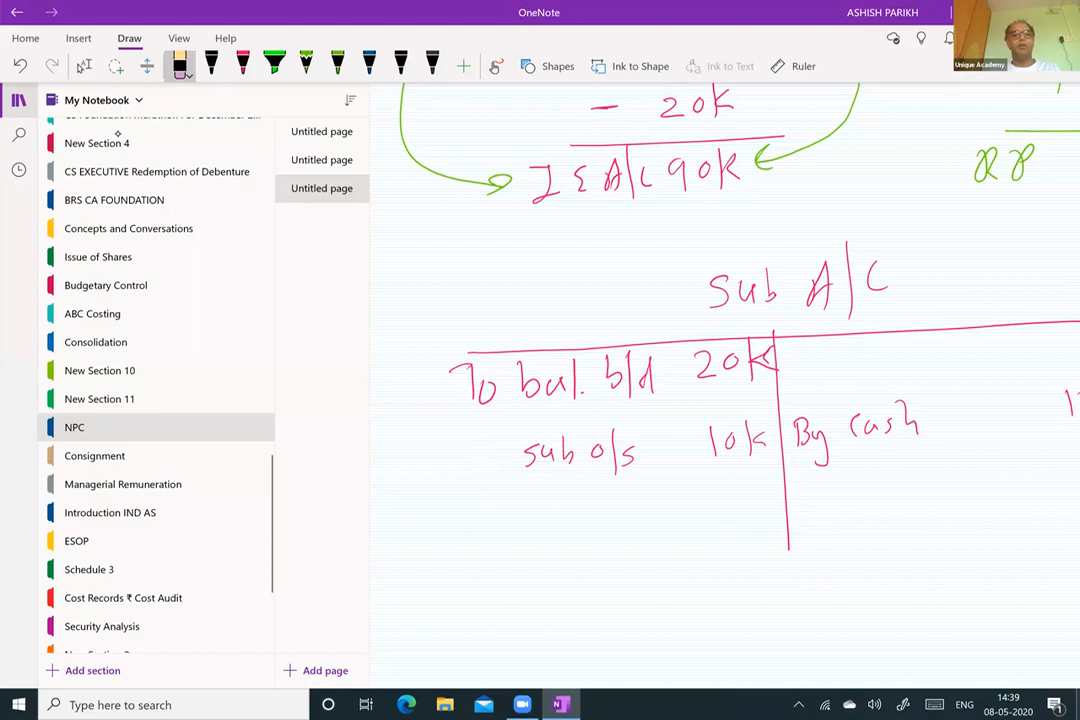 OneNote
ASHISH PARIKH
Home Insert Draw View Help
Shapes Ink to Shape Ink to Text Ruler
Unique Academy
My Notebook
New Section 4
CS EXECUTIVE Redemption of Debenture
BRS CA FOUNDATION
Concepts and Conversations
Issue of Shares
Budgetary Control
ABC Costing
Consolidation
New Section 10
New Section 11
NPC
Consignment
Managerial Remuneration
Introduction IND AS
ESOP
Schedule 3
Cost Records ₹ Cost Audit
Security Analysis
Add section
Untitled page
Untitled page
Untitled page
Add page
- 20k
I & A/C 90k
Sub A/C
To bal. b/d 20k
sub o/s 10k By cash
Type here to search
ENG
14:39
08-05-2020